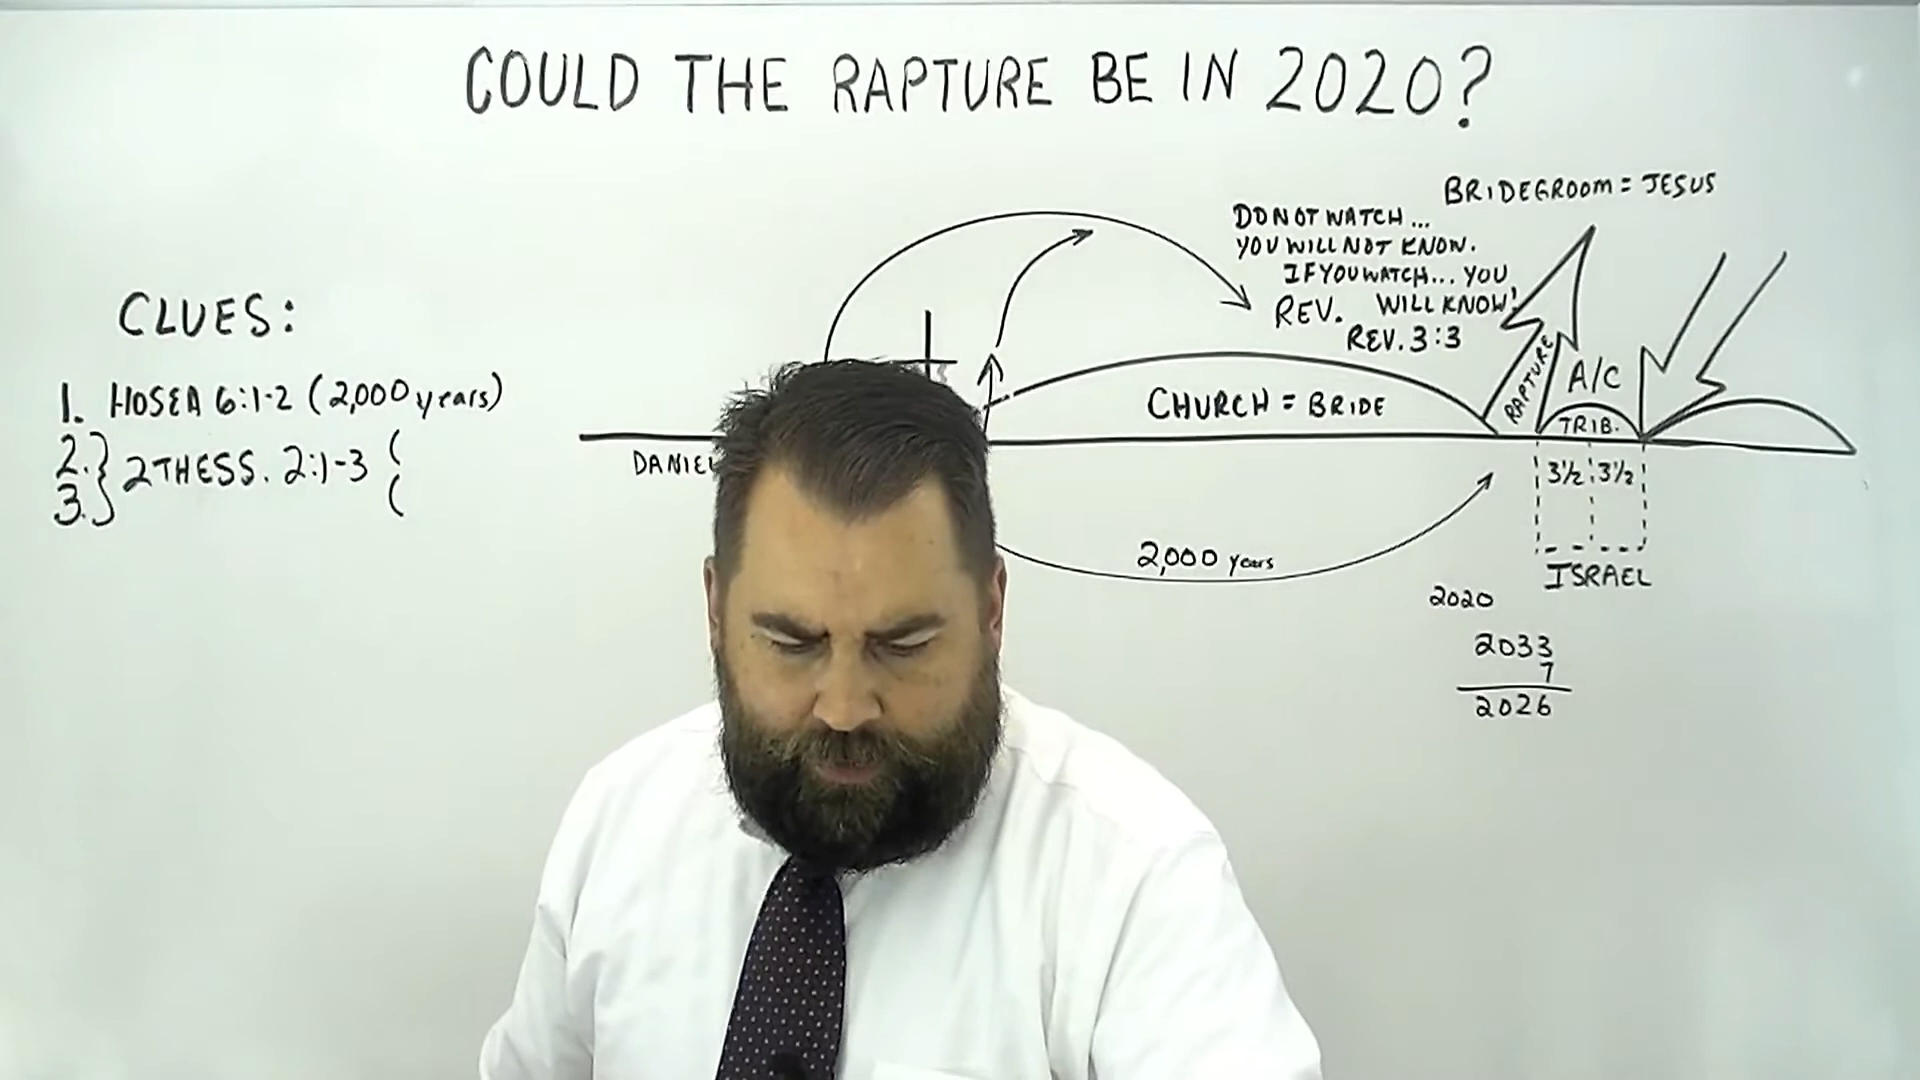 COULD THE RAPTURE BE IN 2020?
CLUES:
1. HOSEA 6:1-2 (2,000 years)
2.} 2 THESS. 2:1-3 (
3.} (
BRIDEGROOM = JESUS
DO NOT WATCH...
YOU WILL NOT KNOW.
IF YOU WATCH... YOU
REV. WILL KNOW!
REV. 3:3
CHURCH = BRIDE
RAPTURE
A/C
TRIB.
3½ 3½
ISRAEL
2,000 years
2020
2033
7
2026